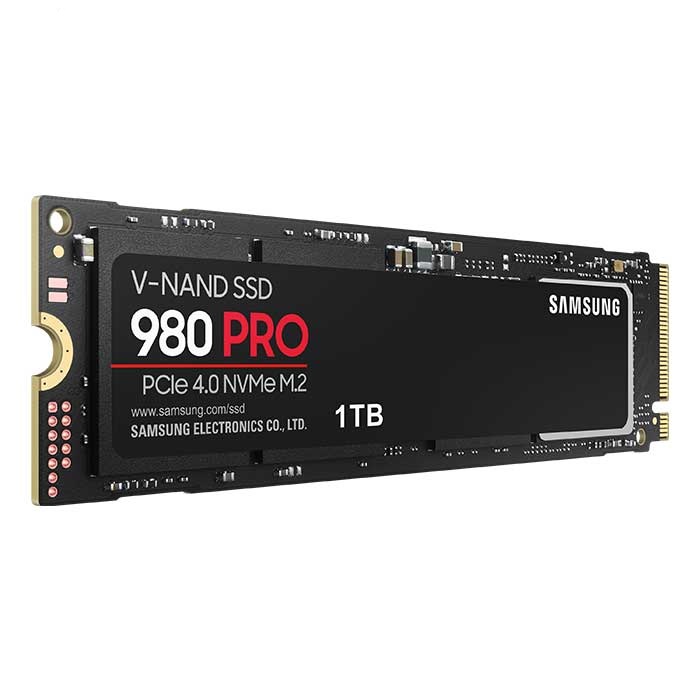 V-NAND SSD
980 PRO
PCIe 4.0 NVMe M.2
www.samsung.com/ssd
SAMSUNG ELECTRONICS CO., LTD.
1TB
SAMSUNG